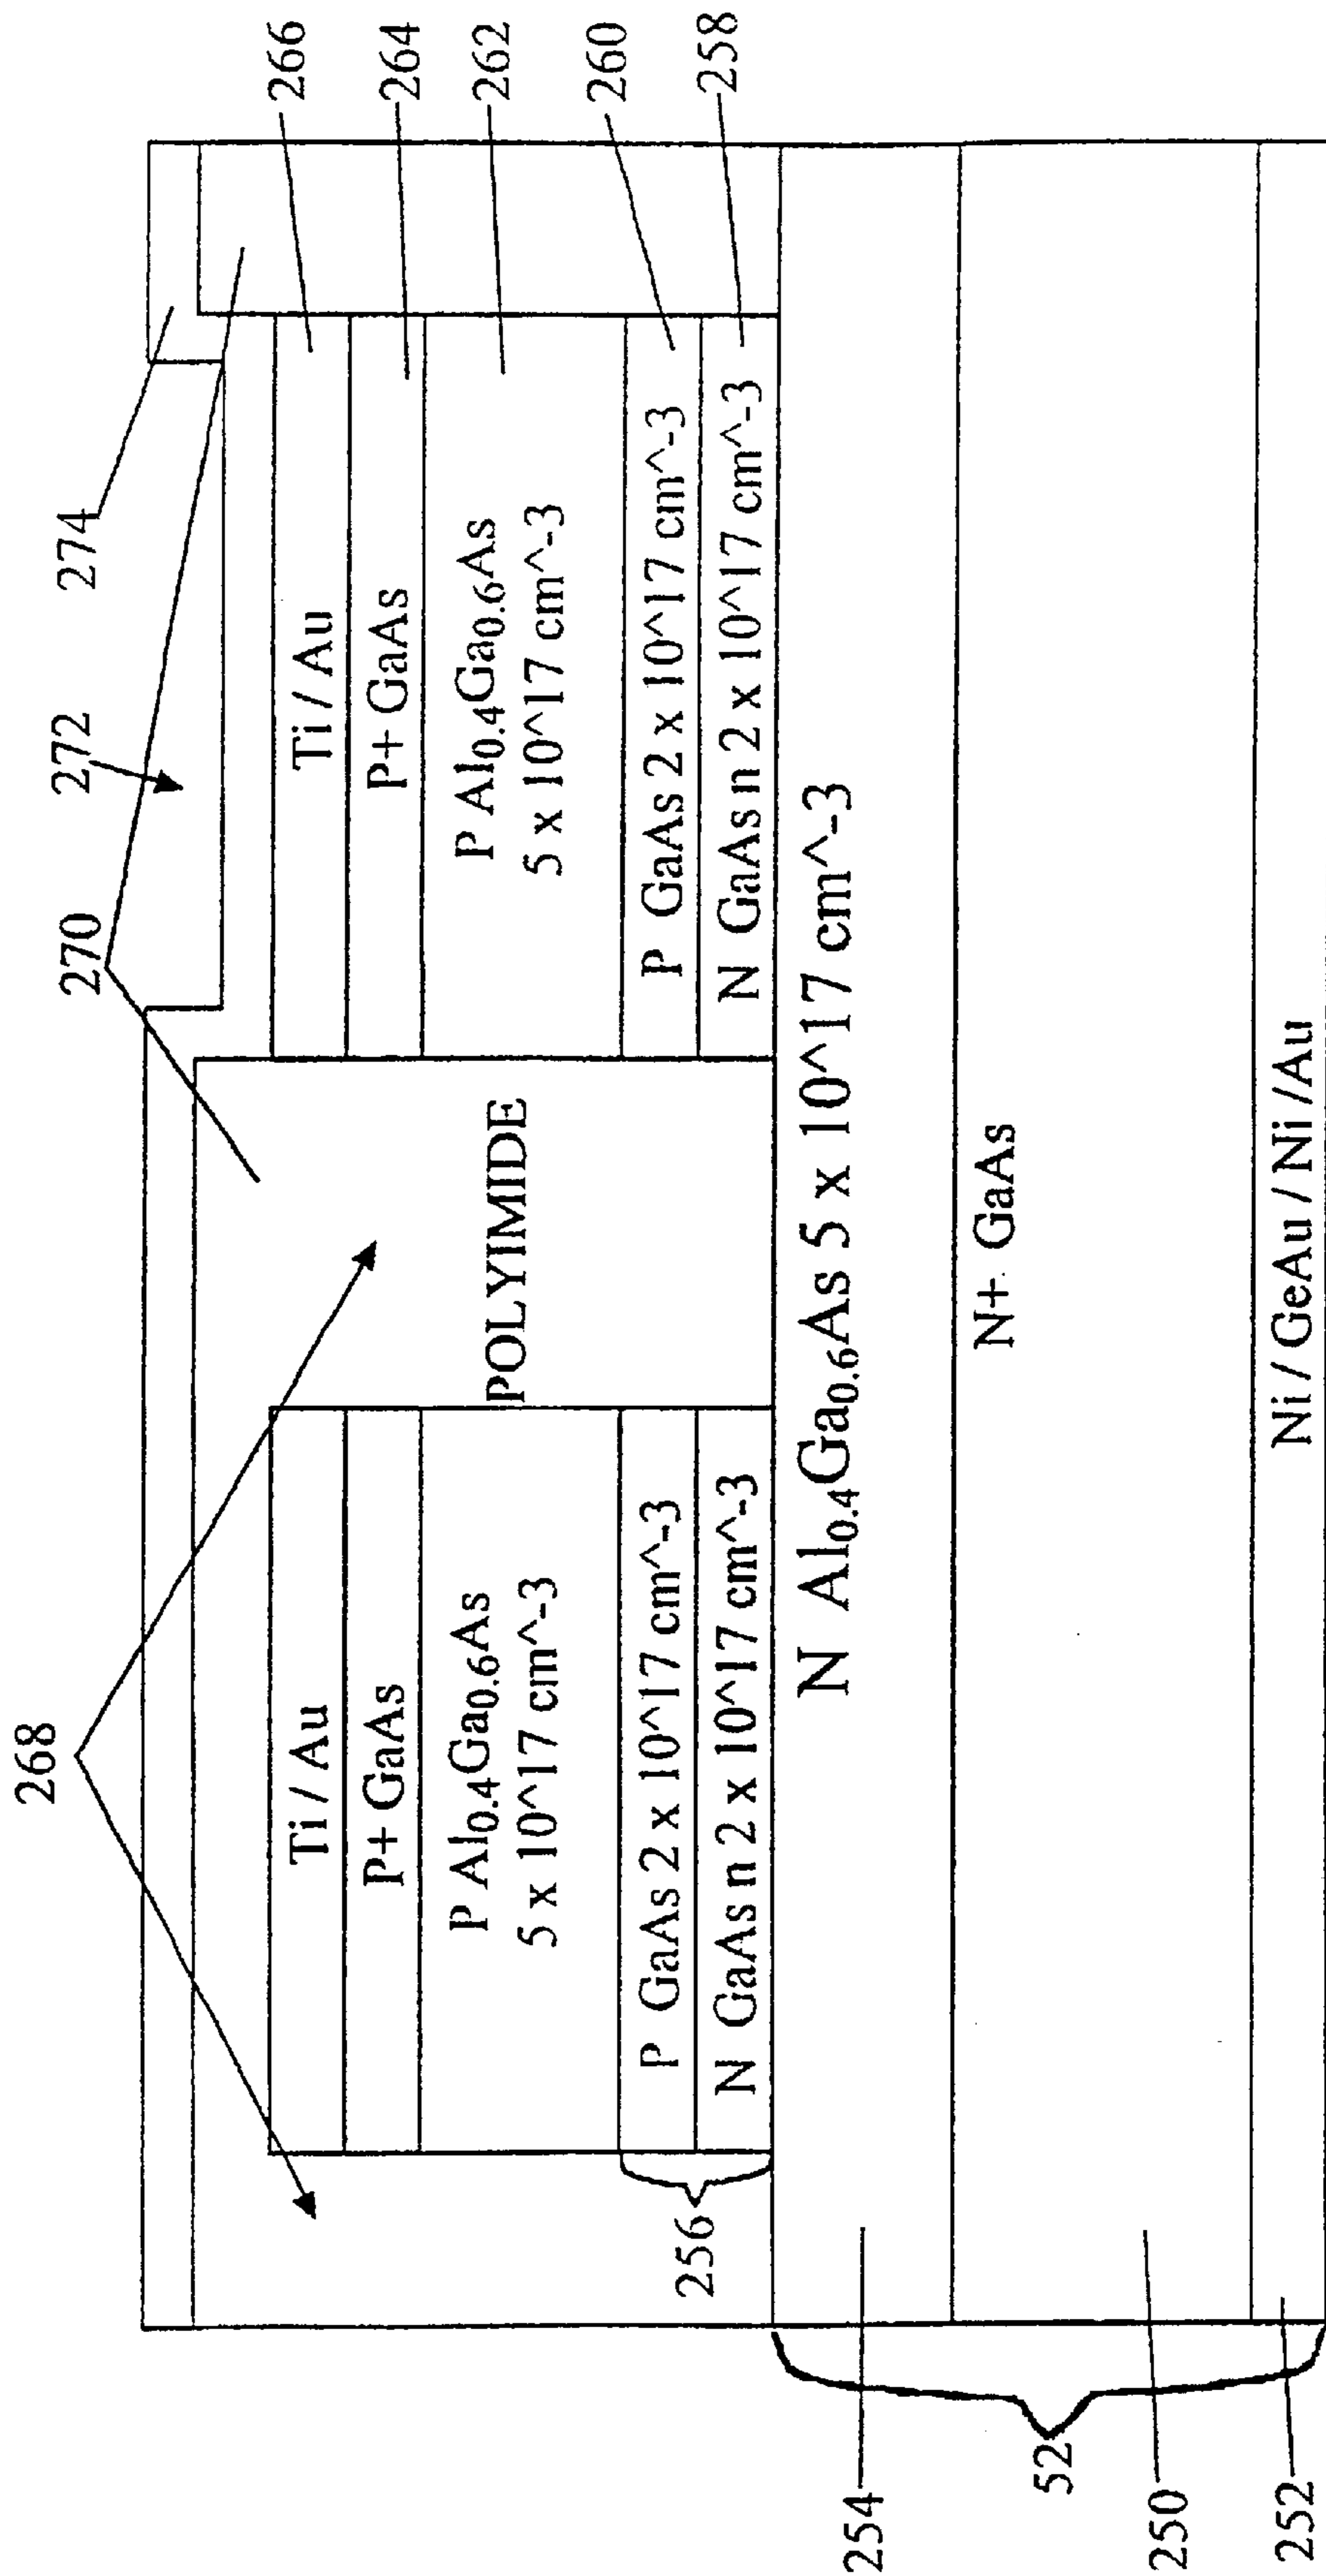 268
270
272
274
266
264
262
260
258
Ti / Au
P+ GaAs
P Al0.4Ga0.6As
5 x 10^17 cm^-3
P GaAs 2 x 10^17 cm^-3
N GaAs n 2 x 10^17 cm^-3
POLYIMIDE
Ti / Au
P+ GaAs
P Al0.4Ga0.6As
5 x 10^17 cm^-3
P GaAs 2 x 10^17 cm^-3
N GaAs n 2 x 10^17 cm^-3
256
N Al0.4Ga0.6As 5 x 10^17 cm^-3
N+ GaAs
Ni / GeAu / Ni /Au
254
52
250
252